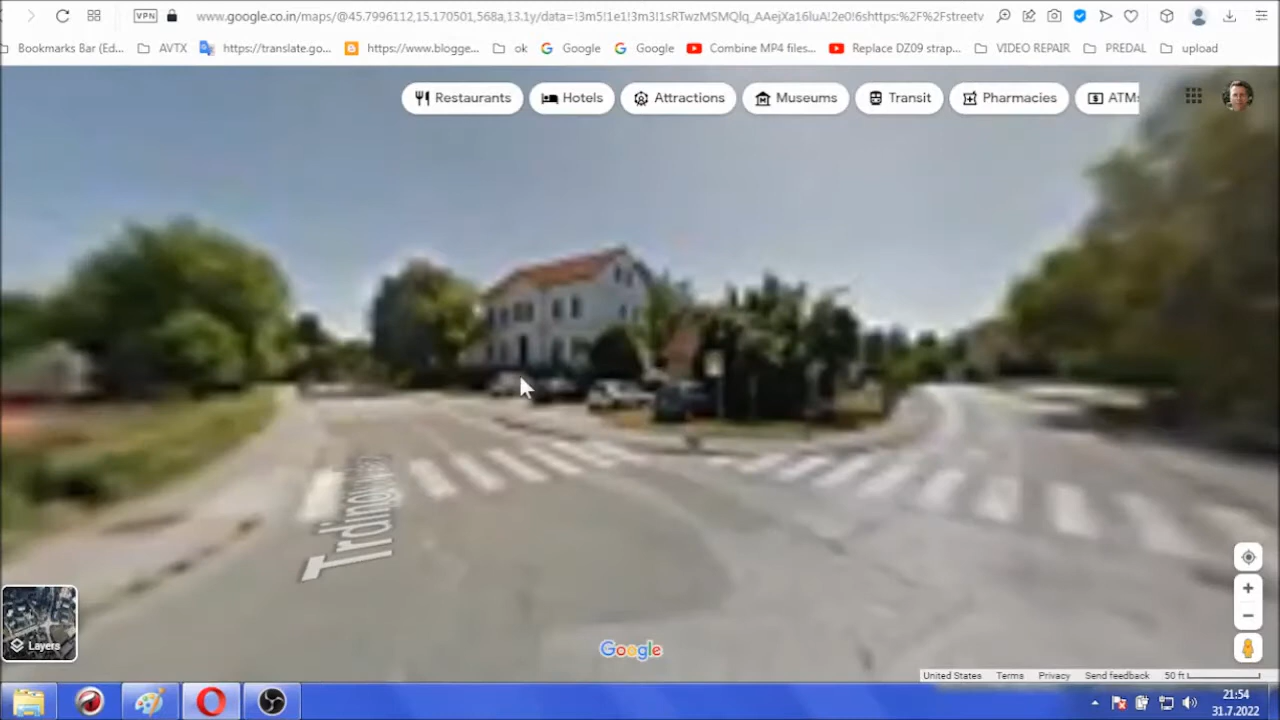 VPN www.google.co.in/maps/@45.7996112,15.170501,568a,13.1y/data=!3m5!1e1!3m3!1sRTwzMSMQlq_AAejXa16luA!2e0!6shttps:%2F%2Fstreetv
Bookmarks Bar (Ed... AVTX https://translate.go... https://www.blogge... ok Google Google Combine MP4 files... Replace DZ09 strap... VIDEO REPAIR PREDAL upload
Restaurants Hotels Attractions Museums Transit Pharmacies ATMs
Layers
Google
United States Terms Privacy Send feedback 50 ft
21:54
31.7.2022